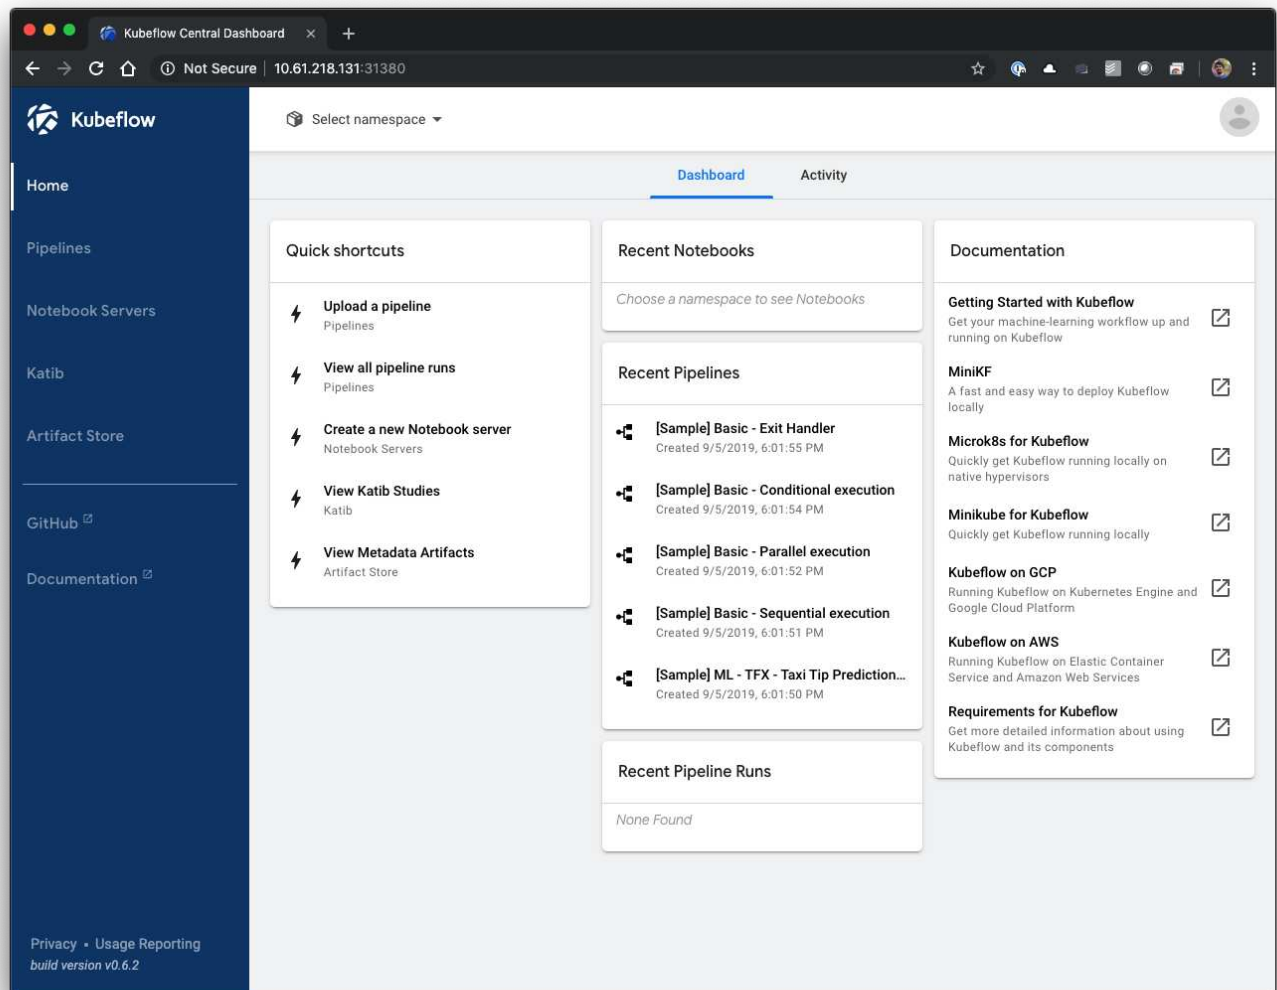 Kubeflow Central Dashboard
Not Secure | 10.61.218.131:31380
Kubeflow
Home
Pipelines
Notebook Servers
Katib
Artifact Store
GitHub
Documentation
Privacy • Usage Reporting
build version v0.6.2
Select namespace
Dashboard
Activity
Quick shortcuts
Upload a pipeline
Pipelines
View all pipeline runs
Pipelines
Create a new Notebook server
Notebook Servers
View Katib Studies
Katib
View Metadata Artifacts
Artifact Store
Recent Notebooks
Choose a namespace to see Notebooks
Recent Pipelines
[Sample] Basic - Exit Handler
Created 9/5/2019, 6:01:55 PM
[Sample] Basic - Conditional execution
Created 9/5/2019, 6:01:54 PM
[Sample] Basic - Parallel execution
Created 9/5/2019, 6:01:52 PM
[Sample] Basic - Sequential execution
Created 9/5/2019, 6:01:51 PM
[Sample] ML - TFX - Taxi Tip Prediction...
Created 9/5/2019, 6:01:50 PM
Recent Pipeline Runs
None Found
Documentation
Getting Started with Kubeflow
Get your machine-learning workflow up and
running on Kubeflow
MiniKF
A fast and easy way to deploy Kubeflow
locally
Microk8s for Kubeflow
Quickly get Kubeflow running locally on
native hypervisors
Minikube for Kubeflow
Quickly get Kubeflow running locally
Kubeflow on GCP
Running Kubeflow on Kubernetes Engine and
Google Cloud Platform
Kubeflow on AWS
Running Kubeflow on Elastic Container
Service and Amazon Web Services
Requirements for Kubeflow
Get more detailed information about using
Kubeflow and its components